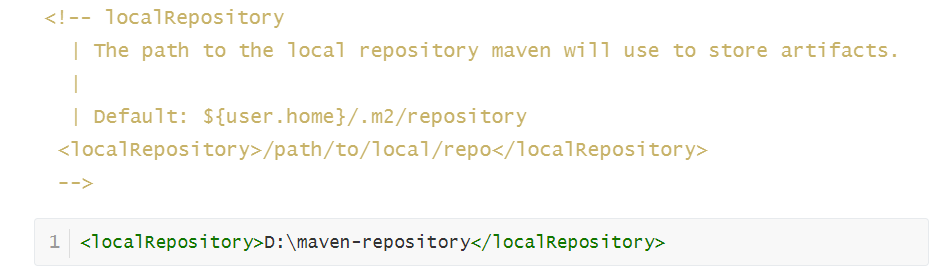 <!-- localRepository
| The path to the local repository maven will use to store artifacts.
|
| Default: ${user.home}/.m2/repository
<localRepository>/path/to/local/repo</localRepository>
-->
1 <localRepository>D:\maven-repository</localRepository>